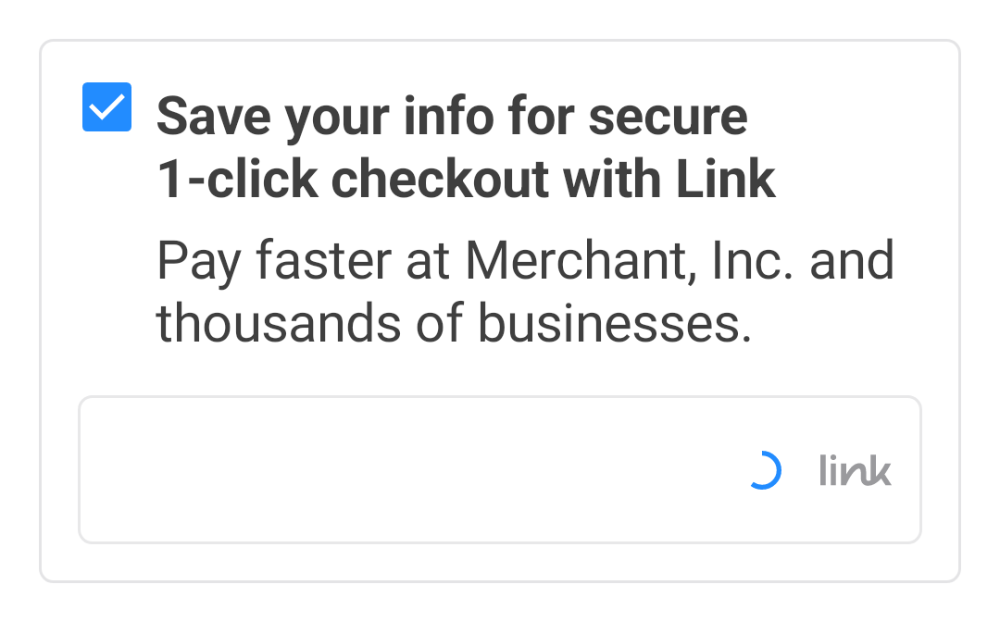 Save your info for secure
1-click checkout with Link
Pay faster at Merchant, Inc. and
thousands of businesses.
link